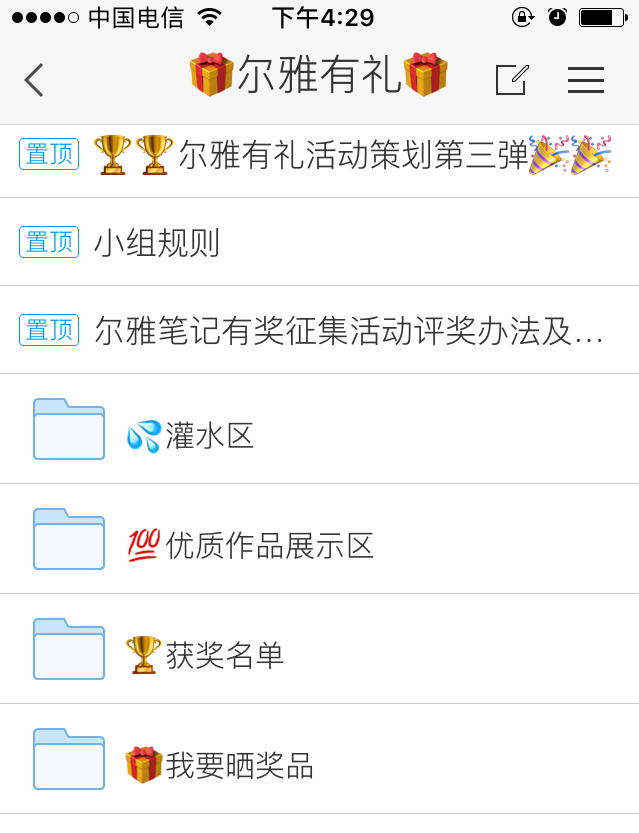 中国电信 下午4:29
🎁尔雅有礼🎁
置顶 🏆🏆尔雅有礼活动策划第三弹🎉🎉
置顶 小组规则
置顶 尔雅笔记有奖征集活动评奖办法及...
💦灌水区
💯优质作品展示区
🏆获奖名单
🎁我要晒奖品